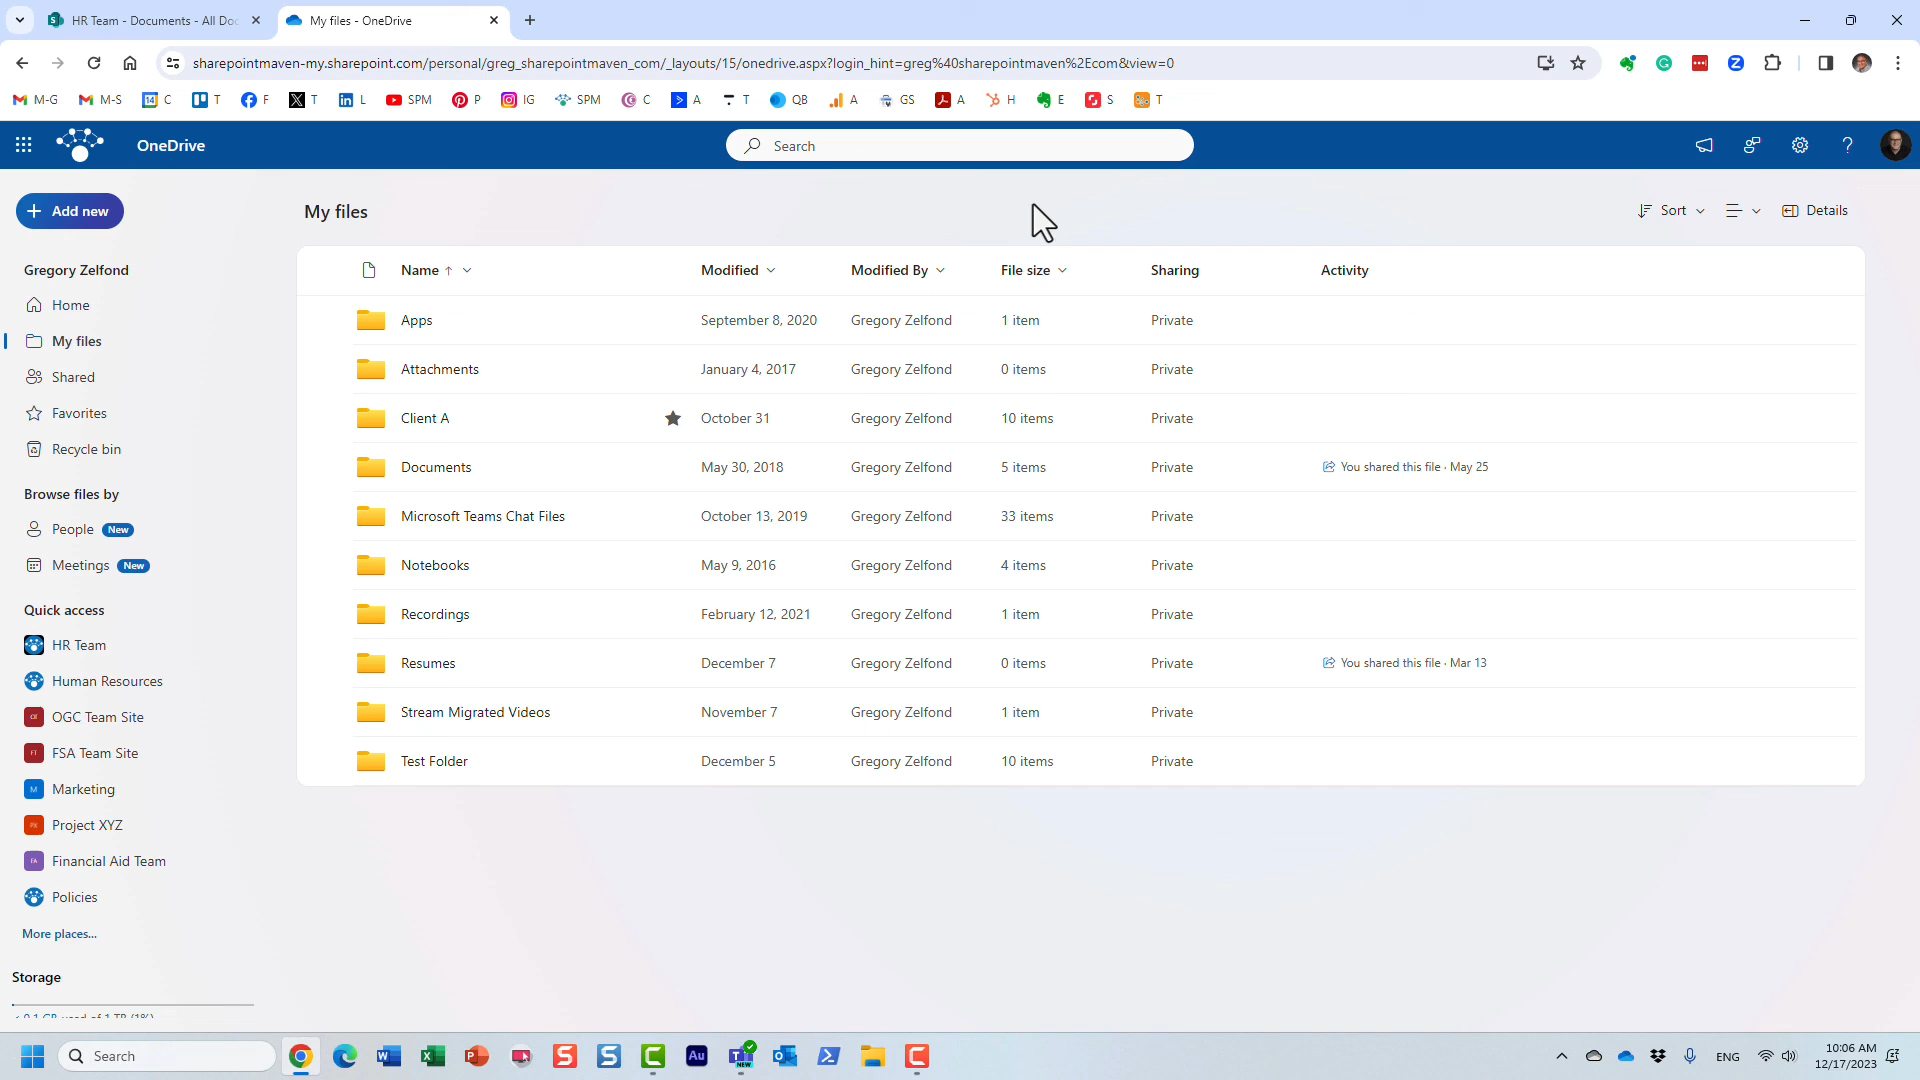 HR Team - Documents - All Doc
My files - OneDrive
sharepointmaven-my.sharepoint.com/personal/greg_sharepointmaven_com/_layouts/15/onedrive.aspx?login_hint=greg%40sharepointmaven%2Ecom&view=0
M-G M-S C T F T L SPM P IG SPM C A T QB A GS A H E S T
OneDrive
Search
Add new
My files
Sort
Details
Gregory Zelfond
Home
My files
Shared
Favorites
Recycle bin
Browse files by
People New
Meetings New
Quick access
HR Team
Human Resources
OGC Team Site
FSA Team Site
Marketing
Project XYZ
Financial Aid Team
Policies
More places...
Storage
Name Modified Modified By File size Sharing Activity
Apps September 8, 2020 Gregory Zelfond 1 item Private
Attachments January 4, 2017 Gregory Zelfond 0 items Private
Client A October 31 Gregory Zelfond 10 items Private
Documents May 30, 2018 Gregory Zelfond 5 items Private You shared this file · May 25
Microsoft Teams Chat Files October 13, 2019 Gregory Zelfond 33 items Private
Notebooks May 9, 2016 Gregory Zelfond 4 items Private
Recordings February 12, 2021 Gregory Zelfond 1 item Private
Resumes December 7 Gregory Zelfond 0 items Private You shared this file · Mar 13
Stream Migrated Videos November 7 Gregory Zelfond 1 item Private
Test Folder December 5 Gregory Zelfond 10 items Private
Search
ENG
10:06 AM
12/17/2023